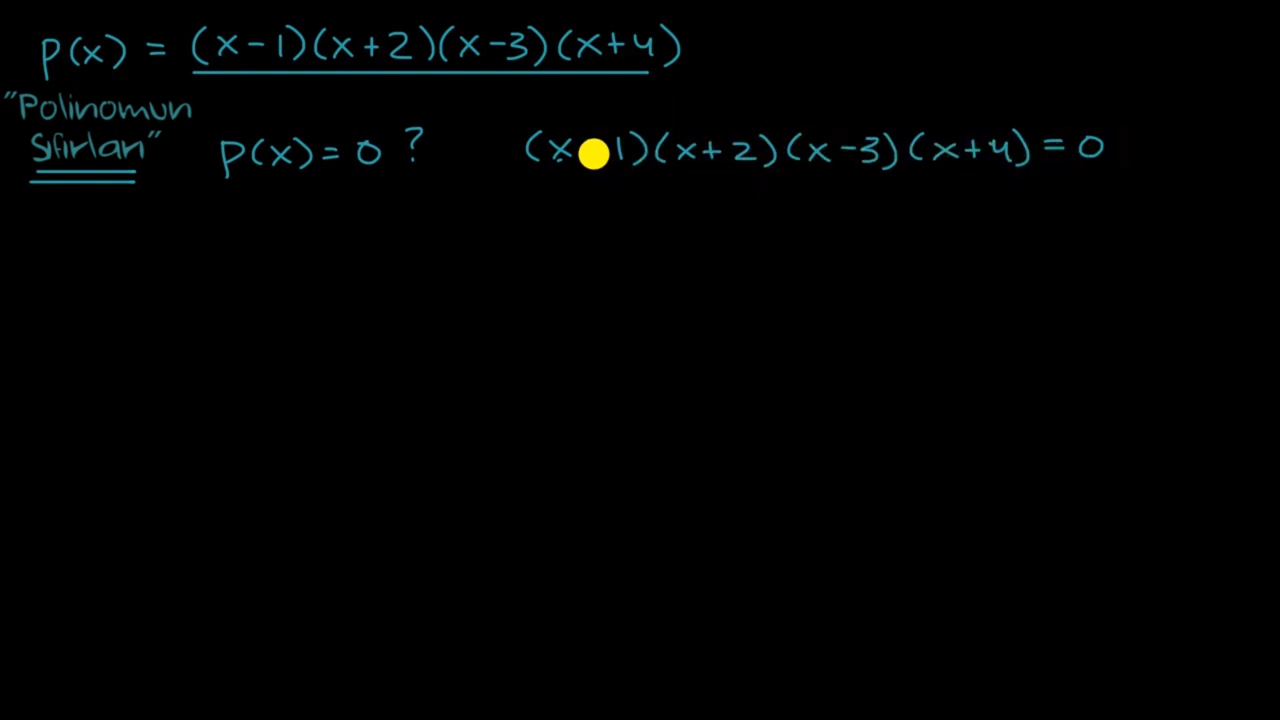 p(x) = (x-1)(x+2)(x-3)(x+4)
"Polinomun
Sıfırları"
p(x) = 0 ?
(x 1)(x+2)(x-3)(x+4) = 0